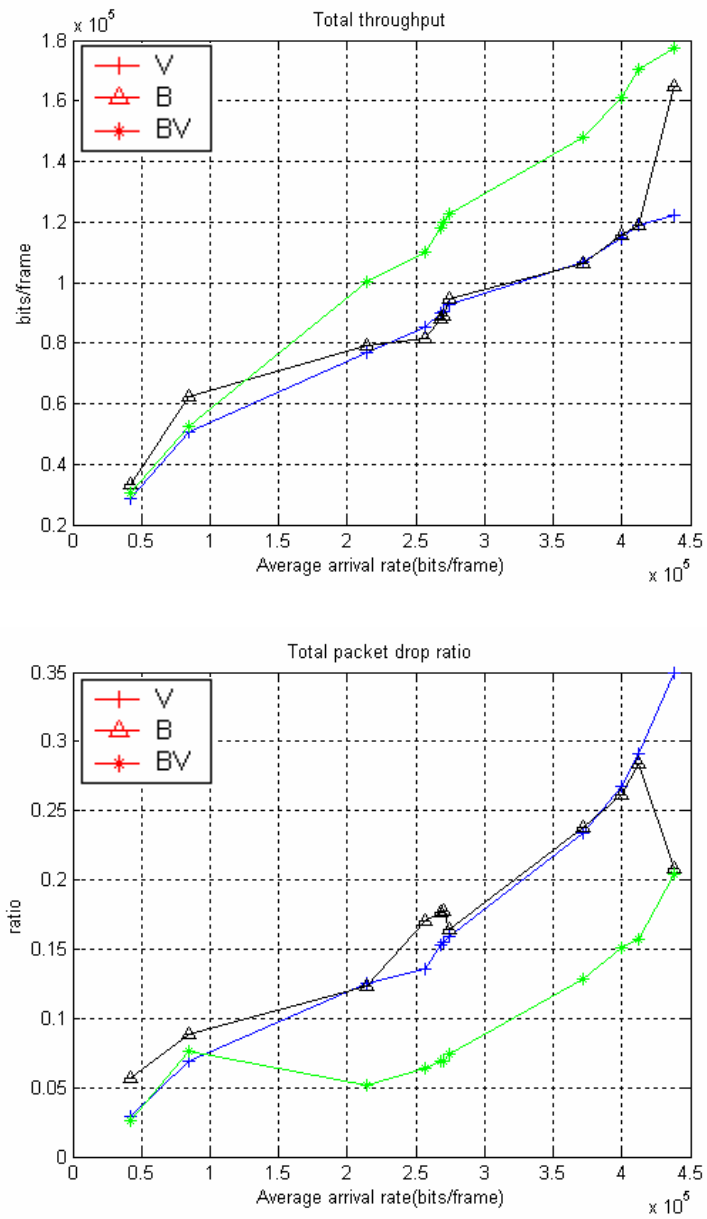 Total throughput
x 10^5
1.8
1.6
1.4
1.2
1
0.8
0.6
0.4
0.2
bits/frame
V
B
BV
0 0.5 1 1.5 2 2.5 3 3.5 4 4.5
Average arrival rate(bits/frame)
x 10^5
Total packet drop ratio
0.35
0.3
0.25
0.2
0.15
0.1
0.05
0
ratio
V
B
BV
0 0.5 1 1.5 2 2.5 3 3.5 4 4.5
Average arrival rate(bits/frame)
x 10^5